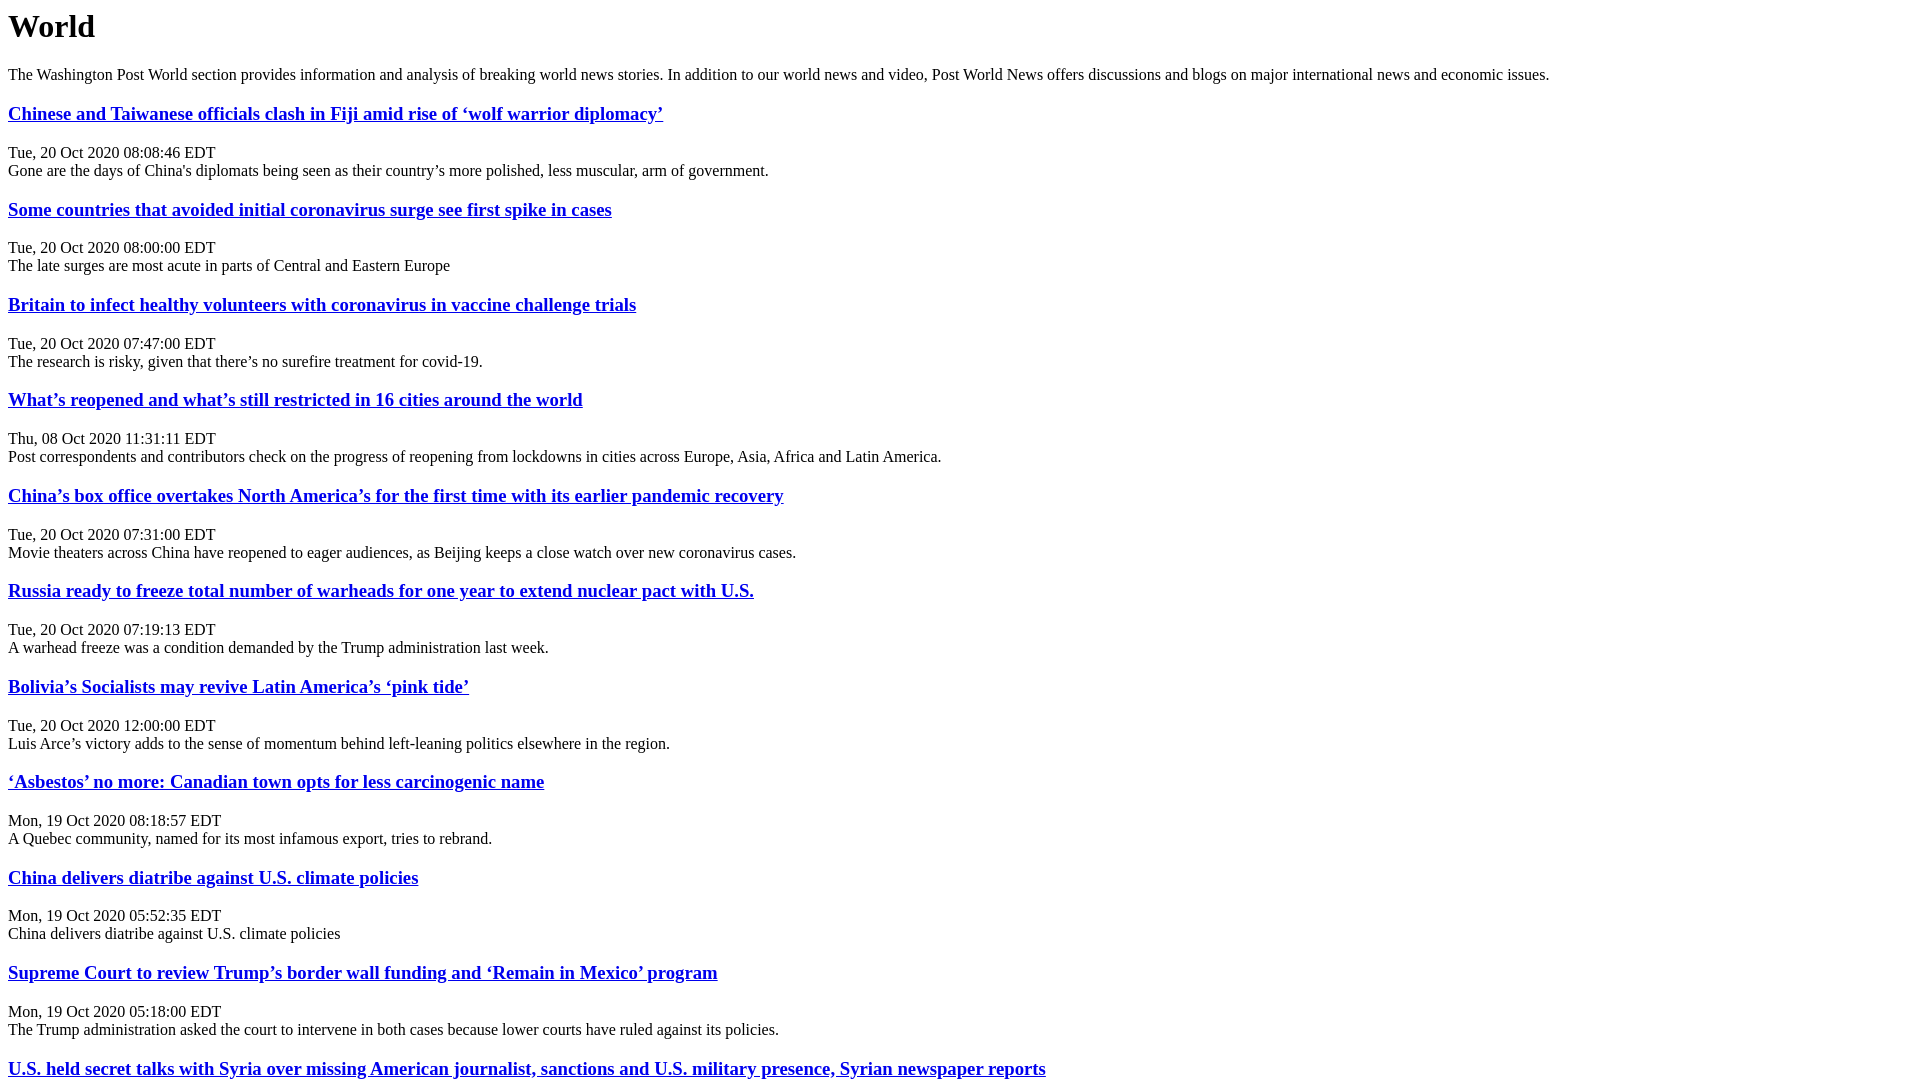 World
The Washington Post World section provides information and analysis of breaking world news stories. In addition to our world news and video, Post World News offers discussions and blogs on major international news and economic issues.
Chinese and Taiwanese officials clash in Fiji amid rise of ‘wolf warrior diplomacy’
Tue, 20 Oct 2020 08:08:46 EDT
Gone are the days of China's diplomats being seen as their country’s more polished, less muscular, arm of government.
Some countries that avoided initial coronavirus surge see first spike in cases
Tue, 20 Oct 2020 08:00:00 EDT
The late surges are most acute in parts of Central and Eastern Europe
Britain to infect healthy volunteers with coronavirus in vaccine challenge trials
Tue, 20 Oct 2020 07:47:00 EDT
The research is risky, given that there’s no surefire treatment for covid-19.
What’s reopened and what’s still restricted in 16 cities around the world
Thu, 08 Oct 2020 11:31:11 EDT
Post correspondents and contributors check on the progress of reopening from lockdowns in cities across Europe, Asia, Africa and Latin America.
China’s box office overtakes North America’s for the first time with its earlier pandemic recovery
Tue, 20 Oct 2020 07:31:00 EDT
Movie theaters across China have reopened to eager audiences, as Beijing keeps a close watch over new coronavirus cases.
Russia ready to freeze total number of warheads for one year to extend nuclear pact with U.S.
Tue, 20 Oct 2020 07:19:13 EDT
A warhead freeze was a condition demanded by the Trump administration last week.
Bolivia’s Socialists may revive Latin America’s ‘pink tide’
Tue, 20 Oct 2020 12:00:00 EDT
Luis Arce’s victory adds to the sense of momentum behind left-leaning politics elsewhere in the region.
‘Asbestos’ no more: Canadian town opts for less carcinogenic name
Mon, 19 Oct 2020 08:18:57 EDT
A Quebec community, named for its most infamous export, tries to rebrand.
China delivers diatribe against U.S. climate policies
Mon, 19 Oct 2020 05:52:35 EDT
China delivers diatribe against U.S. climate policies
Supreme Court to review Trump’s border wall funding and ‘Remain in Mexico’ program
Mon, 19 Oct 2020 05:18:00 EDT
The Trump administration asked the court to intervene in both cases because lower courts have ruled against its policies.
U.S. held secret talks with Syria over missing American journalist, sanctions and U.S. military presence, Syrian newspaper reports